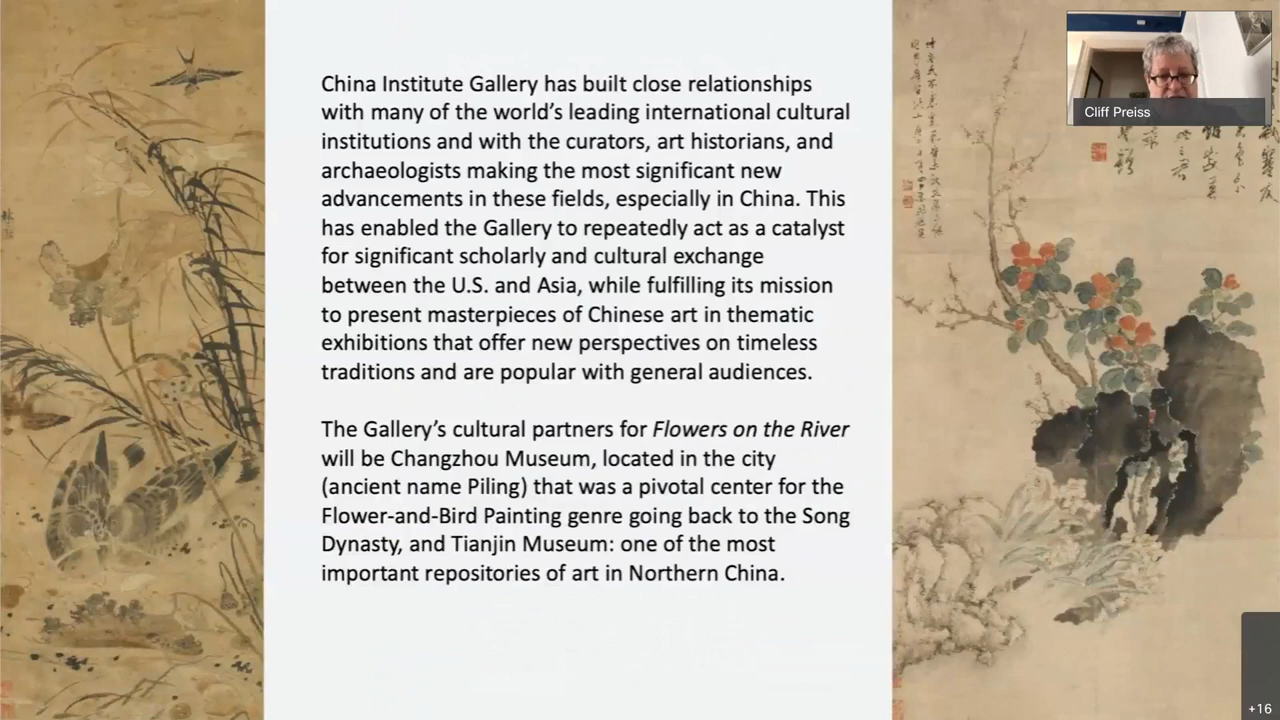 China Institute Gallery has built close relationships
with many of the world's leading international cultural
institutions and with the curators, art historians, and
archaeologists making the most significant new
advancements in these fields, especially in China. This
has enabled the Gallery to repeatedly act as a catalyst
for significant scholarly and cultural exchange
between the U.S. and Asia, while fulfilling its mission
to present masterpieces of Chinese art in thematic
exhibitions that offer new perspectives on timeless
traditions and are popular with general audiences.
The Gallery's cultural partners for Flowers on the River
will be Changzhou Museum, located in the city
(ancient name Piling) that was a pivotal center for the
Flower-and-Bird Painting genre going back to the Song
Dynasty, and Tianjin Museum: one of the most
important repositories of art in Northern China.
Cliff Preiss
+16